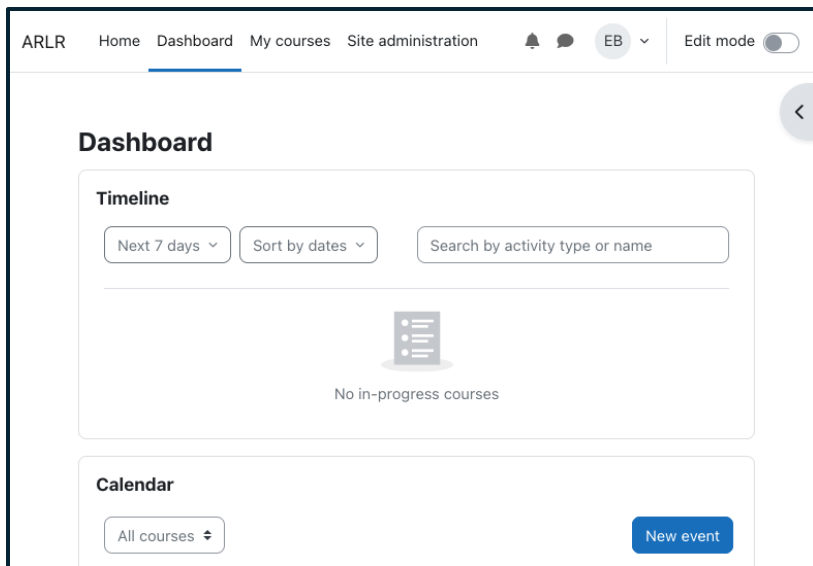 ARLR Home Dashboard My courses Site administration EB Edit mode
Dashboard
Timeline
Next 7 days Sort by dates Search by activity type or name
No in-progress courses
Calendar
All courses New event